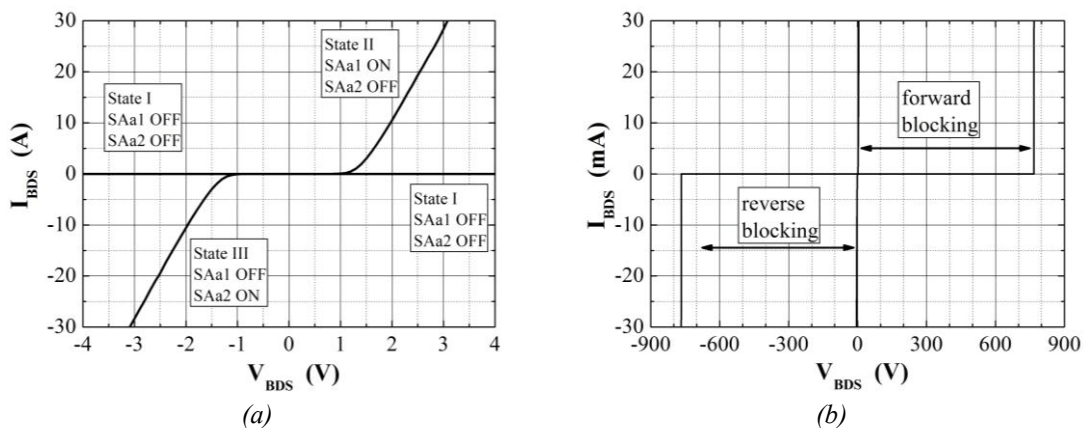 30
20
10
0
-10
-20
-30
I_BDS (A)
State I
SAa1 OFF
SAa2 OFF
State II
SAa1 ON
SAa2 OFF
State I
SAa1 OFF
SAa2 OFF
State III
SAa1 OFF
SAa2 ON
-4 -3 -2 -1 0 1 2 3 4
V_BDS (V)
(a)
30
20
10
0
-10
-20
-30
I_BDS (mA)
forward
blocking
reverse
blocking
-900 -600 -300 0 300 600 900
V_BDS (V)
(b)